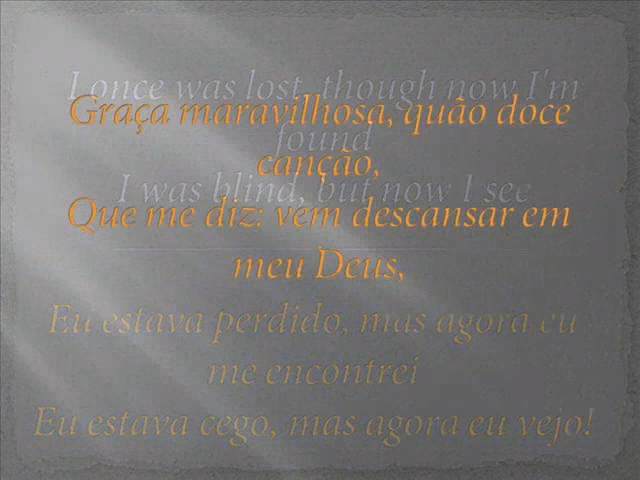 I once was lost, though now I'm
Graça maravilhosa, quão doce
found
canção,
I was blind, but now I see
Que me diz: vem descansar em
meu Deus,
Eu estava perdido, mas agora eu
me encontrei
Eu estava cego, mas agora eu vejo!